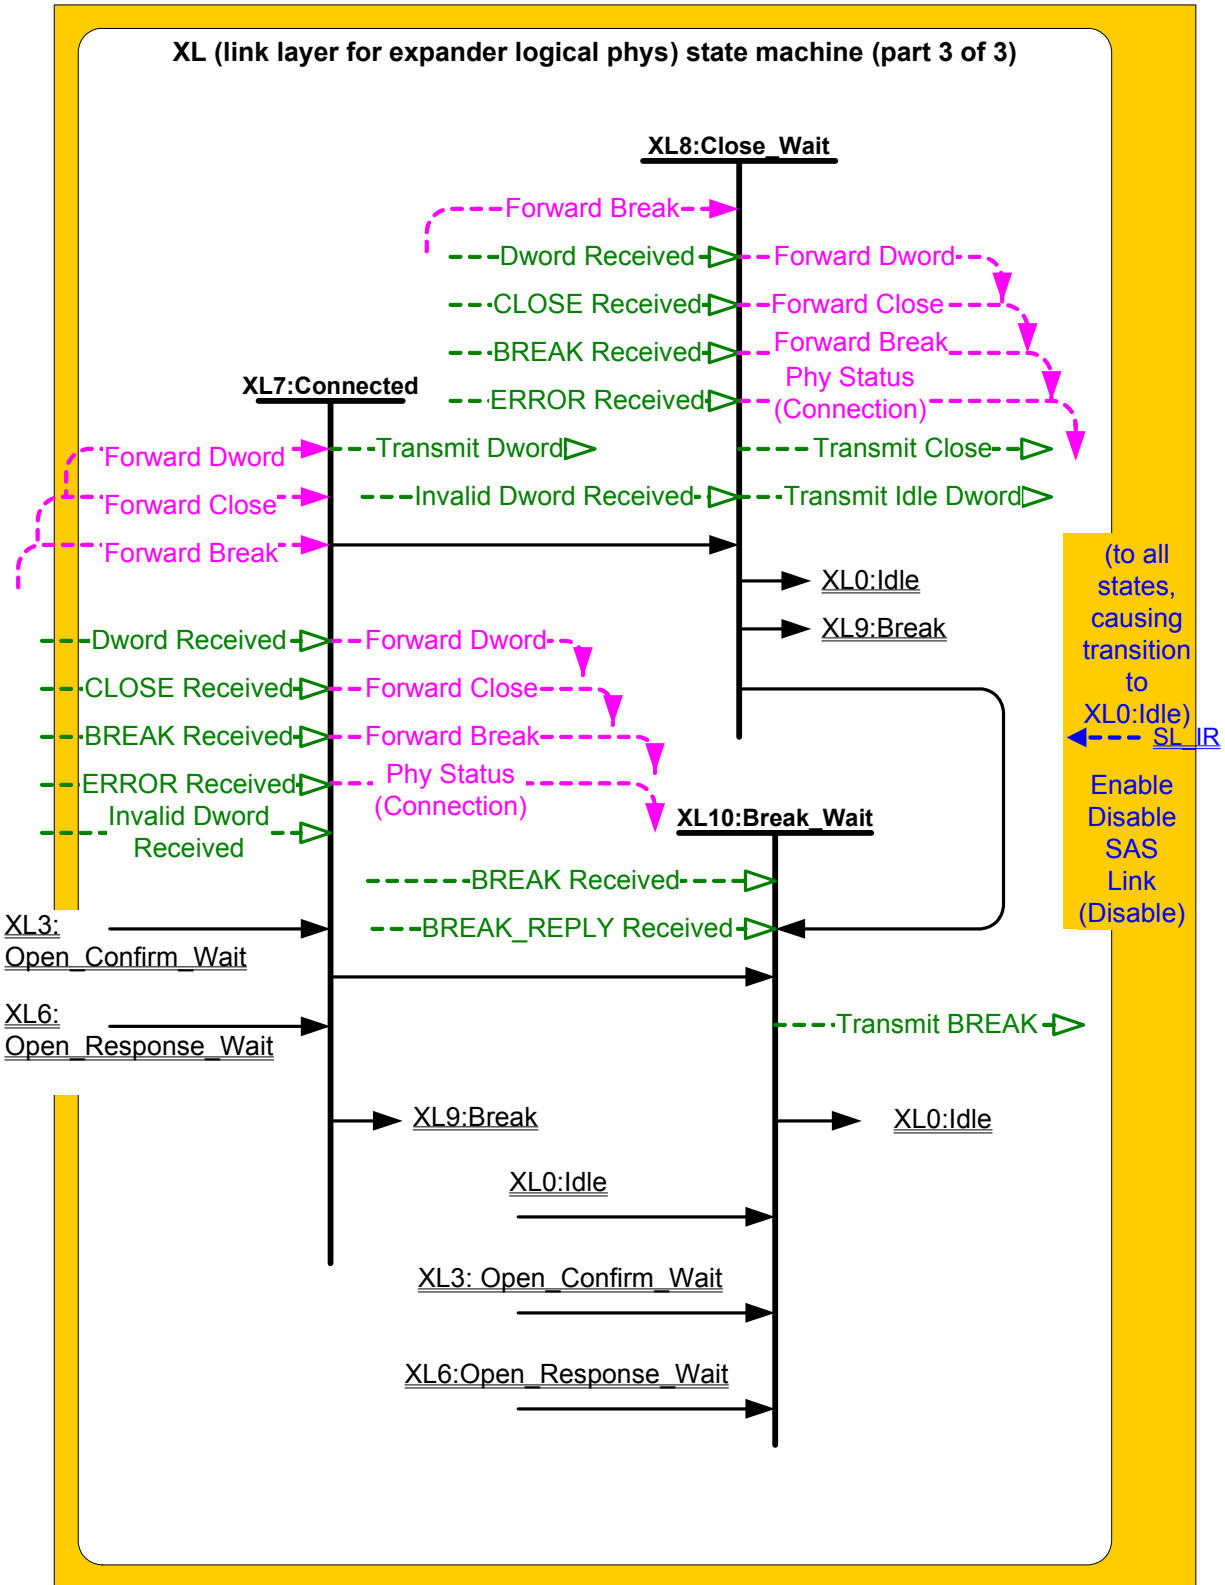 XL (link layer for expander logical phys) state machine (part 3 of 3)
XL8:Close_Wait
Forward Break
Dword Received
Forward Dword
CLOSE Received
Forward Close
BREAK Received
Forward Break
ERROR Received
Phy Status
(Connection)
Transmit Close
Invalid Dword Received
Transmit Idle Dword
XL0:Idle
XL9:Break
XL7:Connected
Forward Dword
Transmit Dword
Forward Close
Forward Break
Dword Received
Forward Dword
CLOSE Received
Forward Close
BREAK Received
Forward Break
ERROR Received
Phy Status
(Connection)
Invalid Dword
Received
XL3:
Open_Confirm_Wait
XL6:
Open_Response_Wait
XL9:Break
XL10:Break_Wait
BREAK Received
BREAK_REPLY Received
Transmit BREAK
XL0:Idle
XL0:Idle
XL3: Open_Confirm_Wait
XL6:Open_Response_Wait
(to all
states,
causing
transition
to
XL0:Idle)
SL_IR
Enable
Disable
SAS
Link
(Disable)